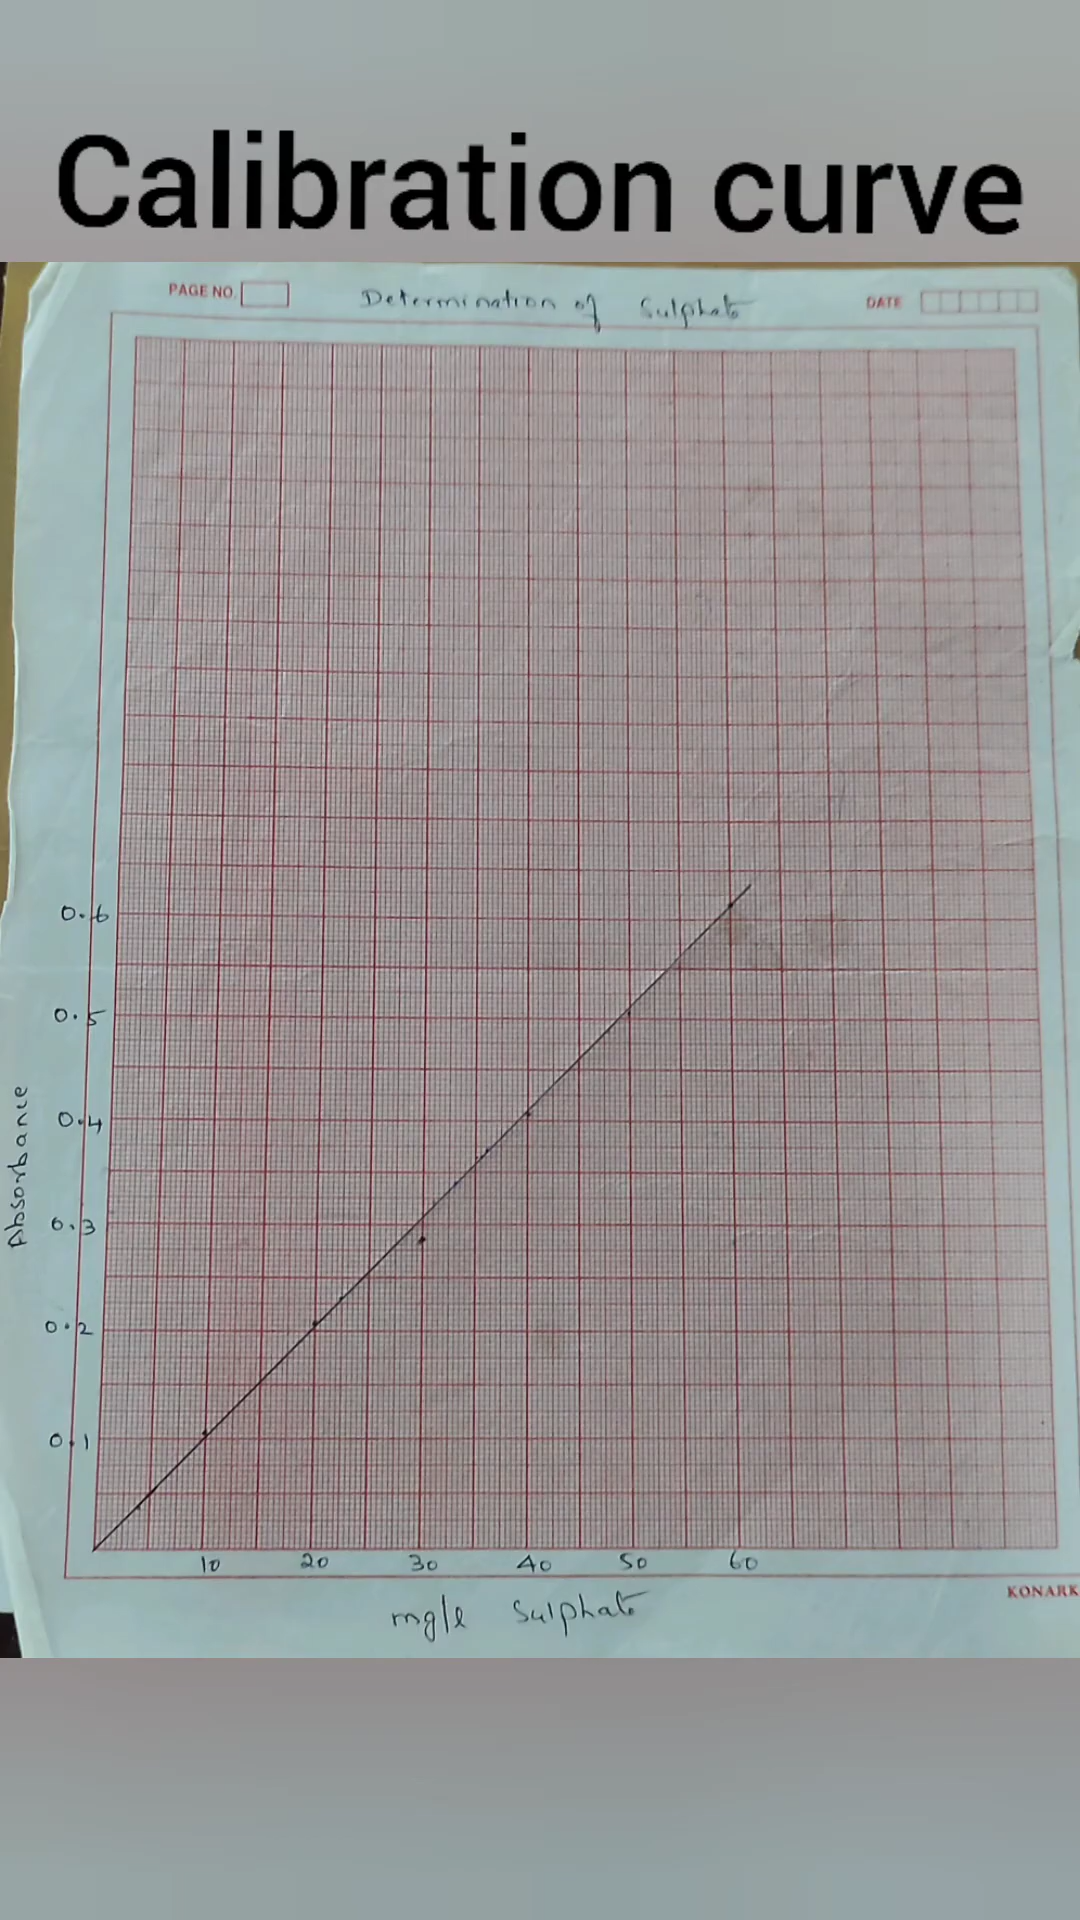 Calibration curve
PAGE NO.
Determination of Sulphate
DATE
0.6
0.5
0.4
0.3
0.2
0.1
Absorbance
10 20 30 40 50 60
mg/l Sulphate
KONARK